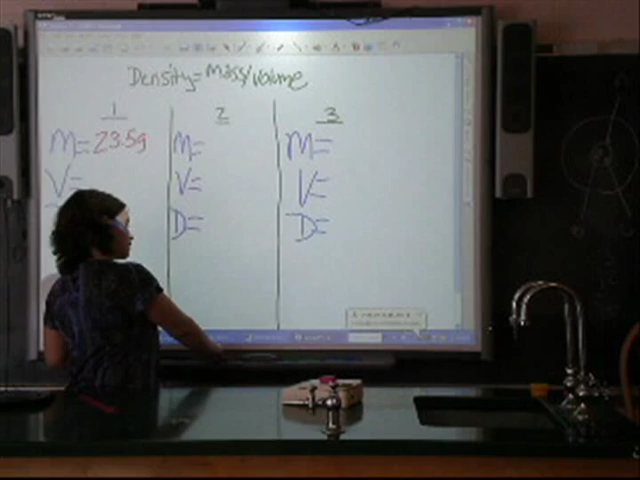 Density=Mass/Volume
1 2 3
M=23.5g M= M=
V= V= V=
D= D=